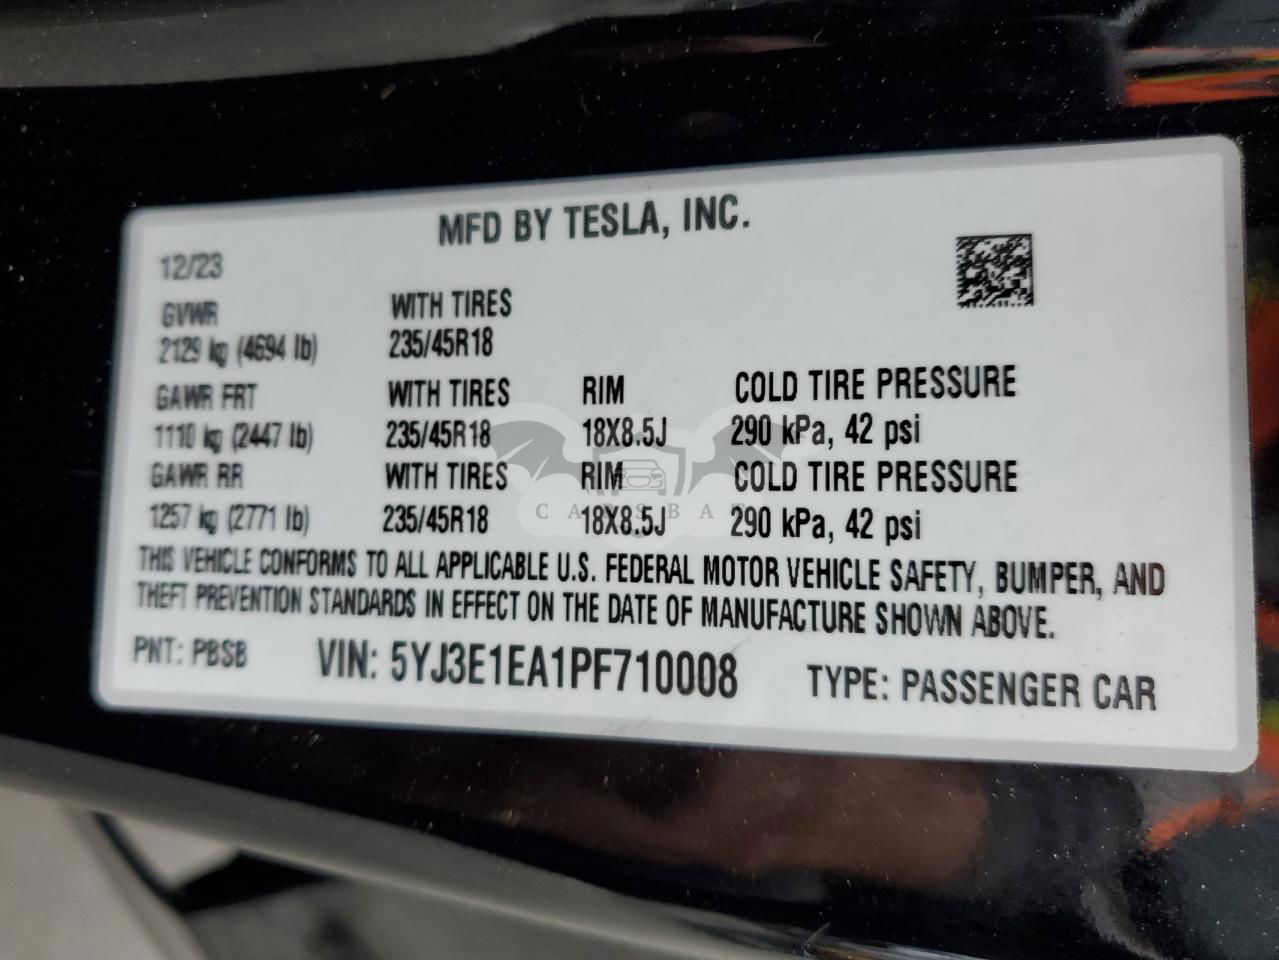 MFD BY TESLA, INC.
12/23
GVWR WITH TIRES
2129 kg (4694 lb) 235/45R18
GAWR FRT WITH TIRES RIM COLD TIRE PRESSURE
1110 kg (2447 lb) 235/45R18 18X8.5J 290 kPa, 42 psi
GAWR RR WITH TIRES RIM COLD TIRE PRESSURE
1257 kg (2771 lb) 235/45R18 18X8.5J 290 kPa, 42 psi
THIS VEHICLE CONFORMS TO ALL APPLICABLE U.S. FEDERAL MOTOR VEHICLE SAFETY, BUMPER, AND
THEFT PREVENTION STANDARDS IN EFFECT ON THE DATE OF MANUFACTURE SHOWN ABOVE.
PNT: PBSB VIN: 5YJ3E1EA1PF710008 TYPE: PASSENGER CAR